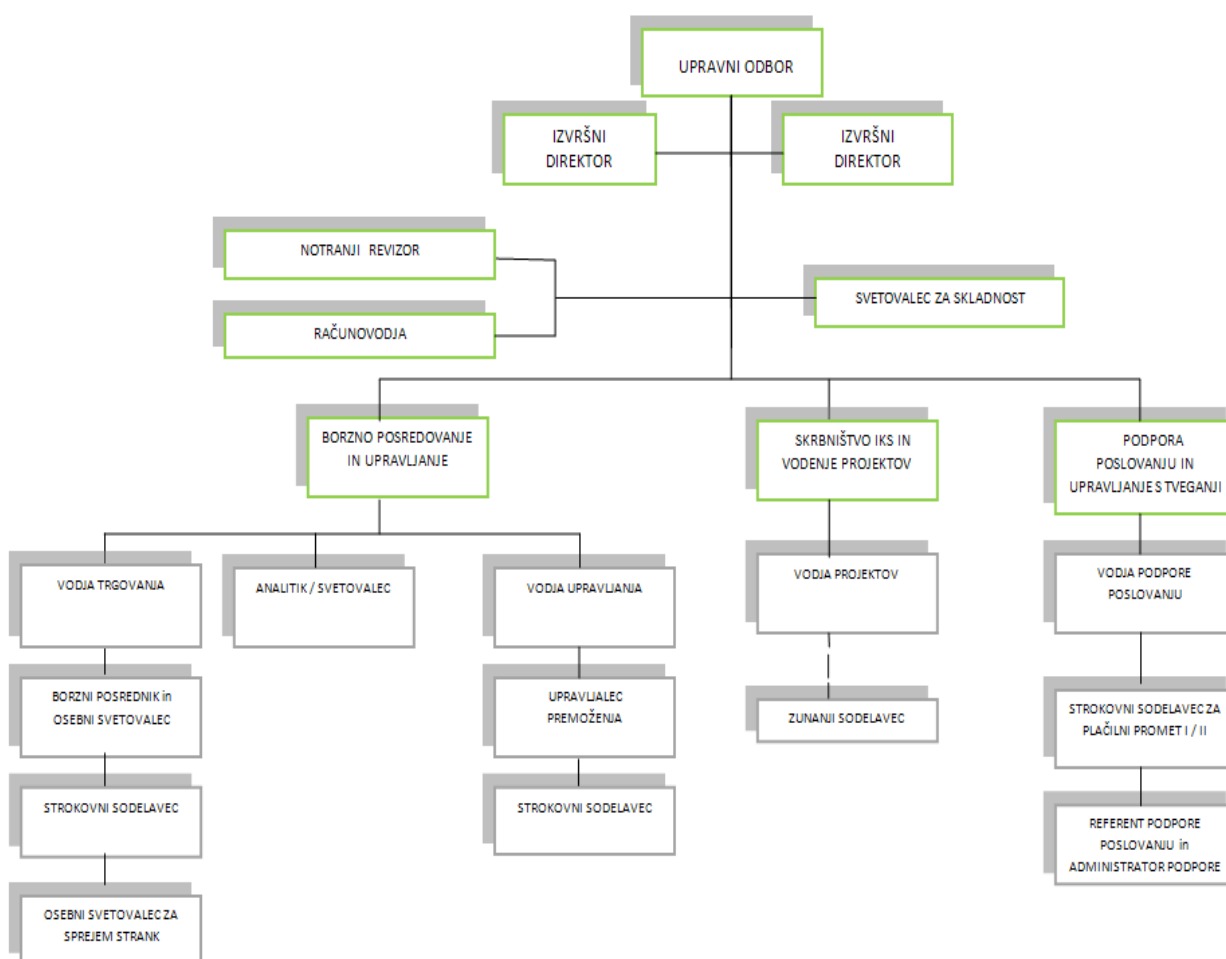 UPRAVNI ODBOR
IZVRŠNI
DIREKTOR
IZVRŠNI
DIREKTOR
NOTRANJI REVIZOR
SVETOVALEC ZA SKLADNOST
RAČUNOVODJA
BORZNO POSREDOVANJE
IN UPRAVLJANJE
SKRBNIŠTVO IKS IN
VODENJE PROJEKTOV
PODPORA
POSLOVANJU IN
UPRAVLJANJE S TVEGANJI
VODJA TRGOVANJA
ANALITIK / SVETOVALEC
VODJA UPRAVLJANJA
VODJA PROJEKTOV
VODJA PODPORE
POSLOVANJU
BORZNI POSREDNIK in
OSEBNI SVETOVALEC
UPRAVLJALEC
PREMOŽENJA
ZUNANJI SODELAVEC
STROKOVNI SODELAVEC ZA
PLAČILNI PROMET I / II
STROKOVNI SODELAVEC
STROKOVNI SODELAVEC
REFERENT PODPORE
POSLOVANJU in
ADMINISTRATOR PODPORE
OSEBNI SVETOVALEC ZA
SPREJEM STRANK